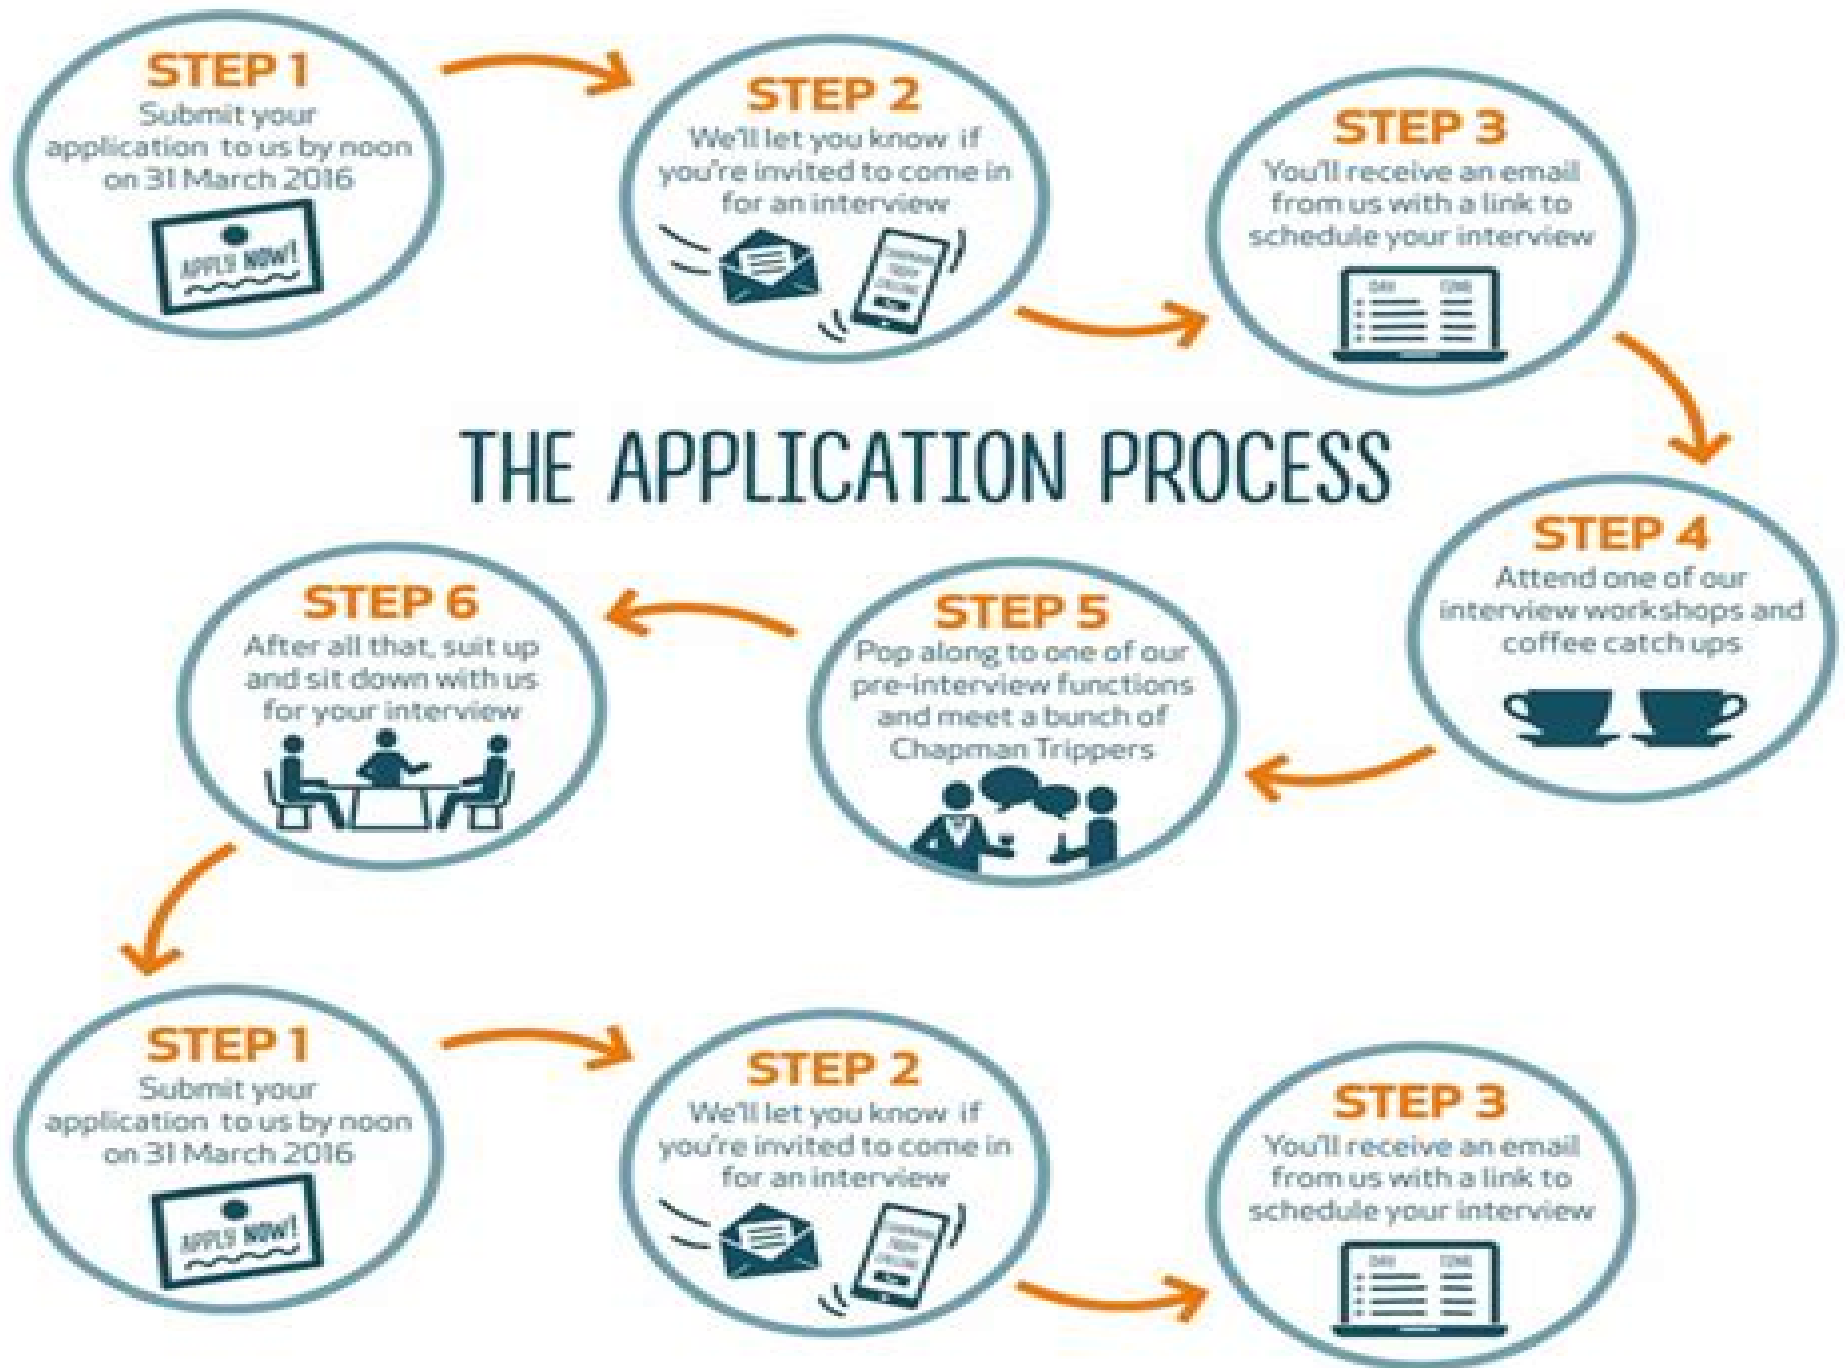 STEP 1
Submit your
application to us by noon
on 31 March 2016
APPLY NOW!
STEP 2
We'll let you know if
you're invited to come in
for an interview
STEP 3
You'll receive an email
from us with a link to
schedule your interview
DAY TIME
THE APPLICATION PROCESS
STEP 4
Attend one of our
interview workshops and
coffee catch ups
STEP 5
Pop along to one of our
pre-interview functions
and meet a bunch of
Chapman Trippers
STEP 6
After all that, suit up
and sit down with us
for your interview
STEP 1
Submit your
application to us by noon
on 31 March 2016
APPLY NOW!
STEP 2
We'll let you know if
you're invited to come in
for an interview
STEP 3
You'll receive an email
from us with a link to
schedule your interview
DAY TIME